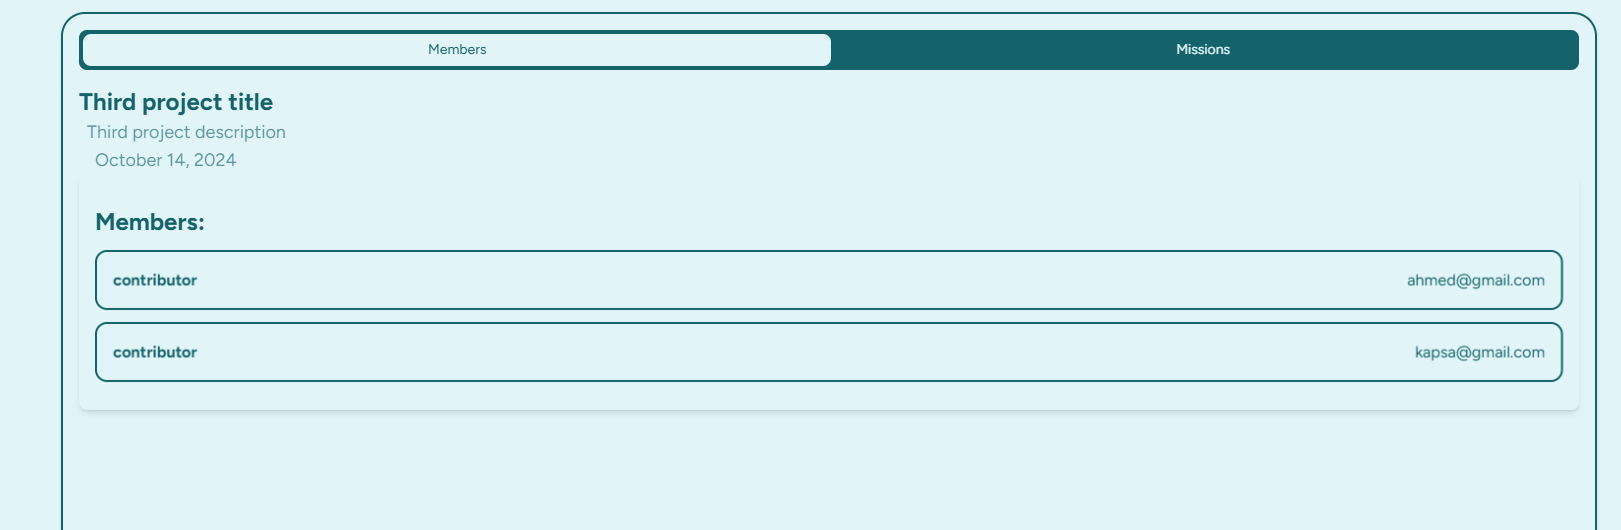 Members
Missions
Third project title
Third project description
October 14, 2024
Members:
contributor
ahmed@gmail.com
contributor
kapsa@gmail.com